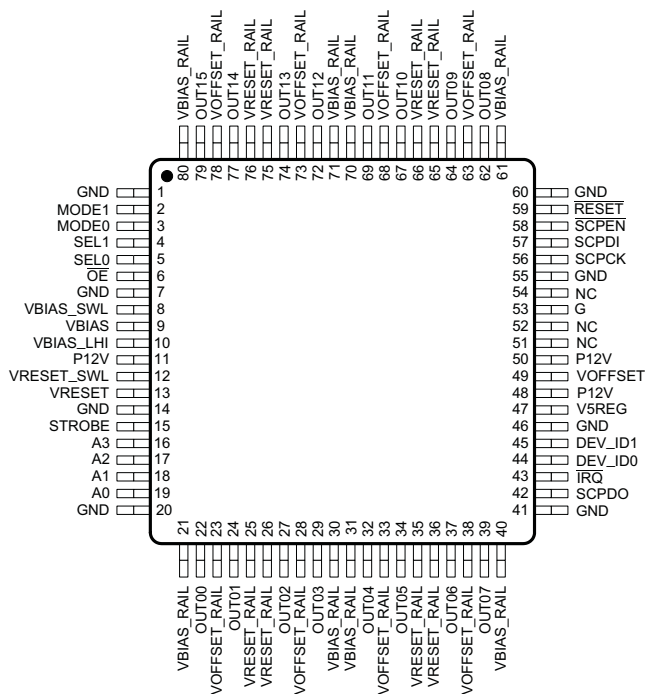 VBIAS_RAIL
OUT15
VOFFSET_RAIL
OUT14
VRESET_RAIL
VRESET_RAIL
OUT13
VOFFSET_RAIL
OUT12
VBIAS_RAIL
VBIAS_RAIL
OUT11
VOFFSET_RAIL
OUT10
VRESET_RAIL
VRESET_RAIL
OUT09
VOFFSET_RAIL
OUT08
VBIAS_RAIL
80
79
78
77
76
75
74
73
72
71
70
69
68
67
66
65
64
63
62
61
GND 1
MODE1 2
MODE0 3
SEL1 4
SEL0 5
OE 6
GND 7
VBIAS_SWL 8
VBIAS 9
VBIAS_LHI 10
P12V 11
VRESET_SWL 12
VRESET 13
GND 14
STROBE 15
A3 16
A2 17
A1 18
A0 19
GND 20
60 GND
59 RESET
58 SCPEN
57 SCPDI
56 SCPCK
55 GND
54 NC
53 G
52 NC
51 NC
50 P12V
49 VOFFSET
48 P12V
47 V5REG
46 GND
45 DEV_ID1
44 DEV_ID0
43 IRQ
42 SCPDO
41 GND
21
22
23
24
25
26
27
28
29
30
31
32
33
34
35
36
37
38
39
40
VBIAS_RAIL
OUT00
VOFFSET_RAIL
OUT01
VRESET_RAIL
VRESET_RAIL
OUT02
VOFFSET_RAIL
OUT03
VBIAS_RAIL
VBIAS_RAIL
OUT04
VOFFSET_RAIL
OUT05
VRESET_RAIL
VRESET_RAIL
OUT06
VOFFSET_RAIL
OUT07
VBIAS_RAIL